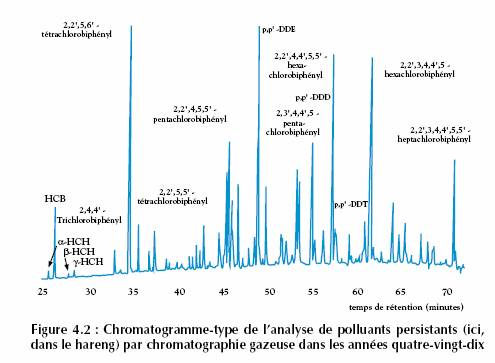 2,2',5,6' -
tétrachlorobiphényl
p,p' -DDE
2,2',4,4',5,5' -
hexa-
chlorobiphényl
2,2',3,4,4',5 -
hexachlorobiphényl
p,p' -DDD
2,2',4,5,5' -
pentachlorobiphényl
2,3',4,4',5 -
penta-
chlorobiphényl
2,2',3,4,4',5,5' -
heptachlorobiphényl
2,2',5,5' -
tétrachlorobiphényl
HCB
2,4,4' -
Trichlorobiphényl
p,p' -DDT
α-HCH
β-HCH
γ-HCH
25 30 35 40 45 50 55 60 65 70
temps de rétention (minutes)
Figure 4.2 : Chromatogramme-type de l'analyse de polluants persistants (ici,
dans le hareng) par chromatographie gazeuse dans les années quatre-vingt-dix